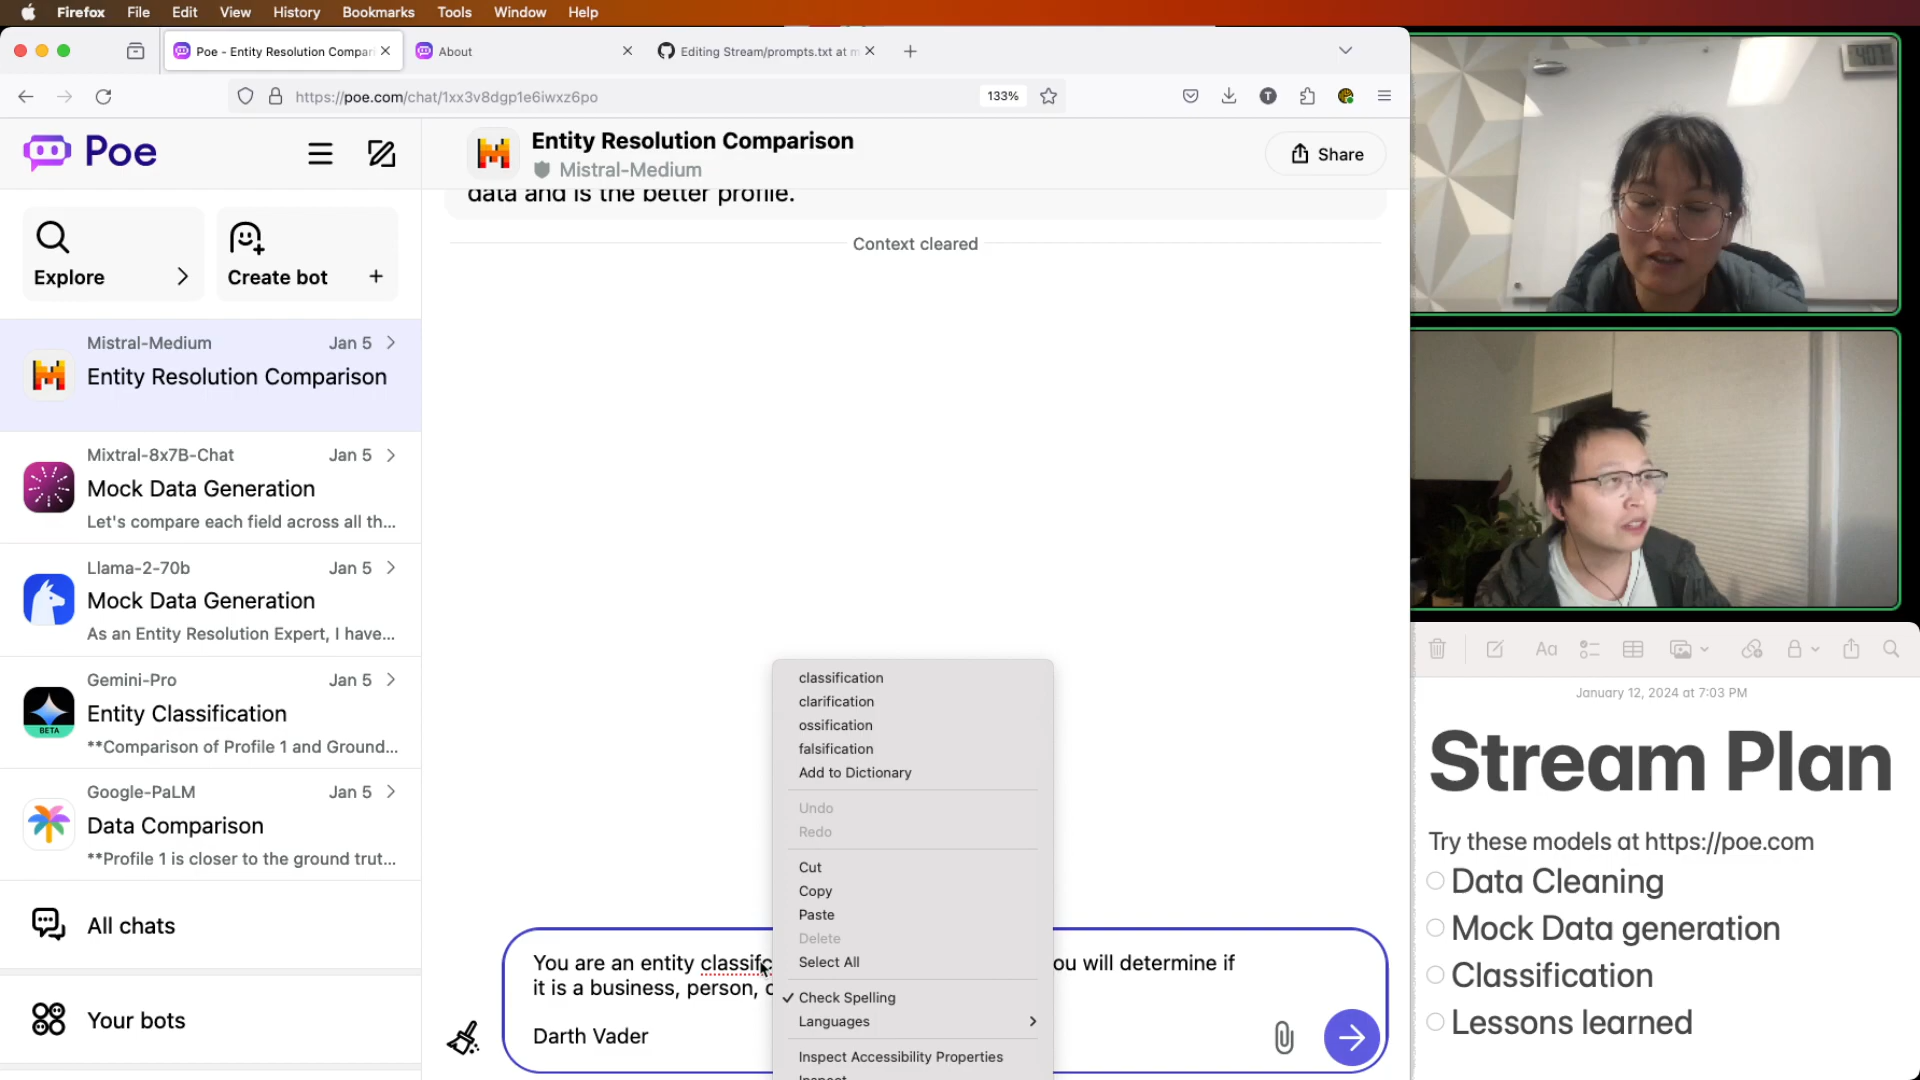 Firefox File Edit View History Bookmarks Tools Window Help
Poe - Entity Resolution Compari
About
Editing Stream/prompts.txt at m
https://poe.com/chat/1xx3v8dgp1e6iwxz6po
133%
T
Poe
Explore
Create bot
Mistral-Medium Jan 5
Entity Resolution Comparison
Mixtral-8x7B-Chat Jan 5
Mock Data Generation
Let's compare each field across all th...
Llama-2-70b Jan 5
Mock Data Generation
As an Entity Resolution Expert, I have...
Gemini-Pro Jan 5
BETA
Entity Classification
**Comparison of Profile 1 and Ground...
Google-PaLM Jan 5
Data Comparison
**Profile 1 is closer to the ground trut...
All chats
Your bots
Entity Resolution Comparison
Mistral-Medium
Share
data and is the better profile.
Context cleared
classification
clarification
ossification
falsification
Add to Dictionary
Undo
Redo
Cut
Copy
Paste
Delete
Select All
Check Spelling
Languages
Inspect Accessibility Properties
Inspect
You are an entity ou will determine if
it is a business, person,
Darth Vader
Aa
January 12, 2024 at 7:03 PM
Stream Plan
Try these models at https://poe.com
Data Cleaning
Mock Data generation
Classification
Lessons learned